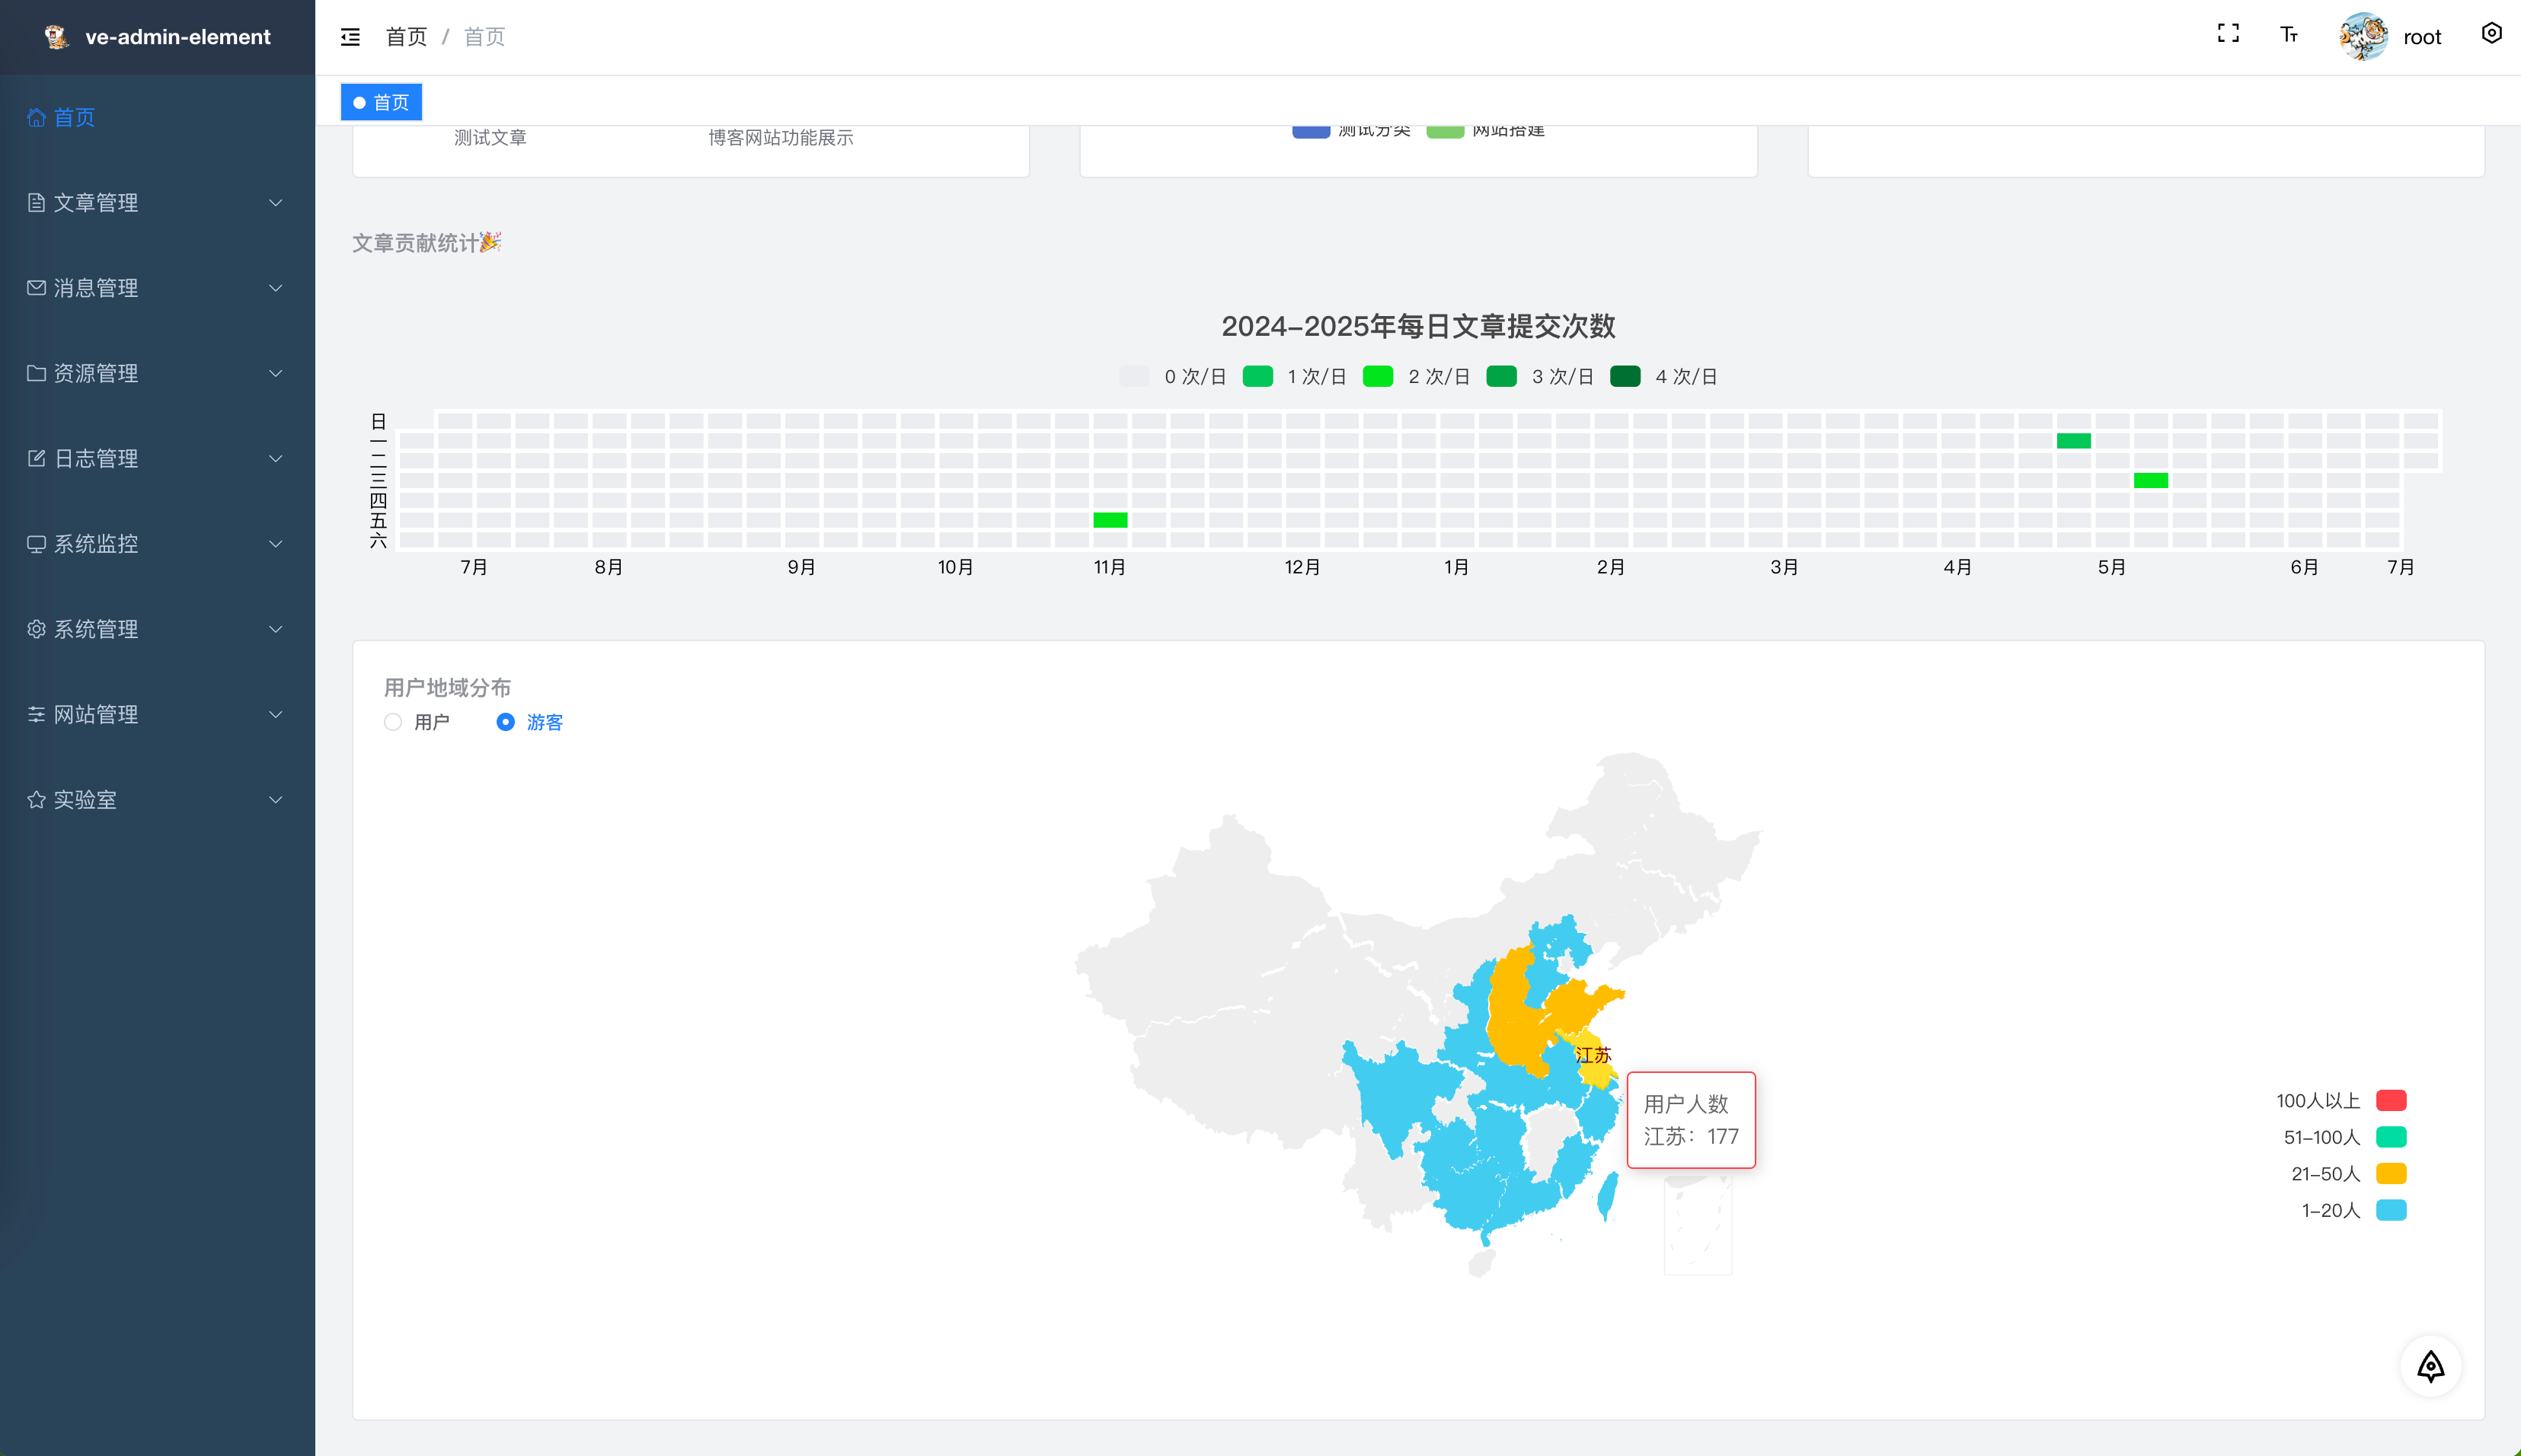 ve-admin-element
首页 / 首页
root
首页
首页
文章管理
消息管理
资源管理
日志管理
系统监控
系统管理
网站管理
实验室
测试文章 博客网站功能展示
测试分类 网站搭建
文章贡献统计🎉
2024-2025年每日文章提交次数
0 次/日 1 次/日 2 次/日 3 次/日 4 次/日
日
一
二
三
四
五
六
7月 8月 9月 10月 11月 12月 1月 2月 3月 4月 5月 6月 7月
用户地域分布
用户 游客
江苏
用户人数
江苏: 177
100人以上
51-100人
21-50人
1-20人